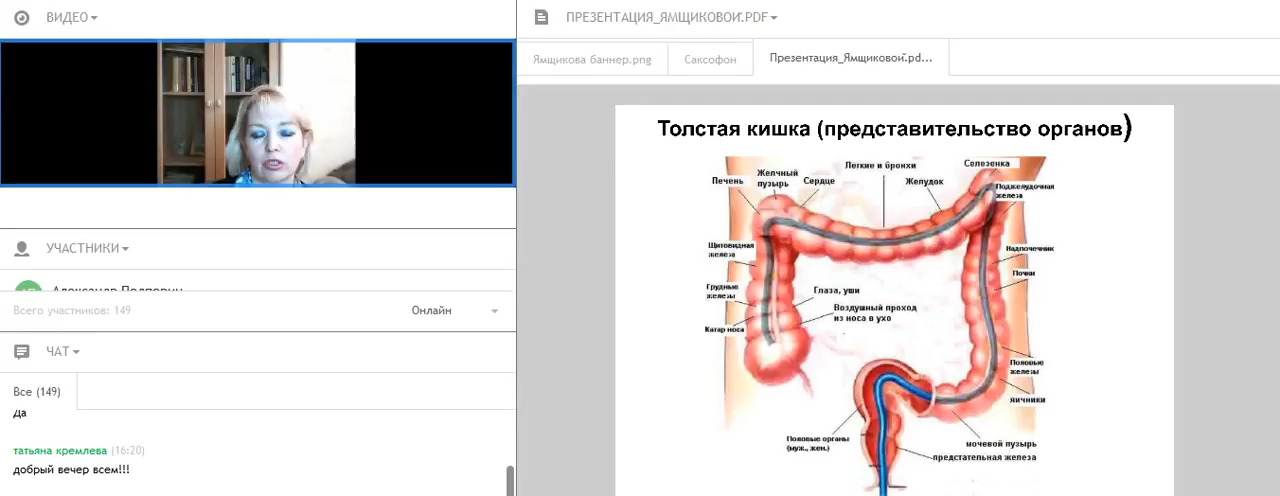 ВИДЕО
УЧАСТНИКИ
Всего участников: 149
Онлайн
ЧАТ
Все (149)
Да
татьяна кремлева (16:20)
добрый вечер всем!!!
ПРЕЗЕНТАЦИЯ_ЯМЩИКОВОЙ.PDF
Ямщикова баннер.png
Саксофон
Презентация_Ямщиковой.pd...
Толстая кишка (представительство органов)
Легкие и бронхи
Селезенка
Желчный
пузырь
Печень
Сердце
Желудок
Поджелудочная
железа
Щитовидная
железа
Надпочечник
Почки
Грудные
железы
Глаза, уши
Воздушный проход
из носа в ухо
Катар носа
Половые
железы
яичники
Половые органы
(муж., жен.)
мочевой пузырь
предстательная железа